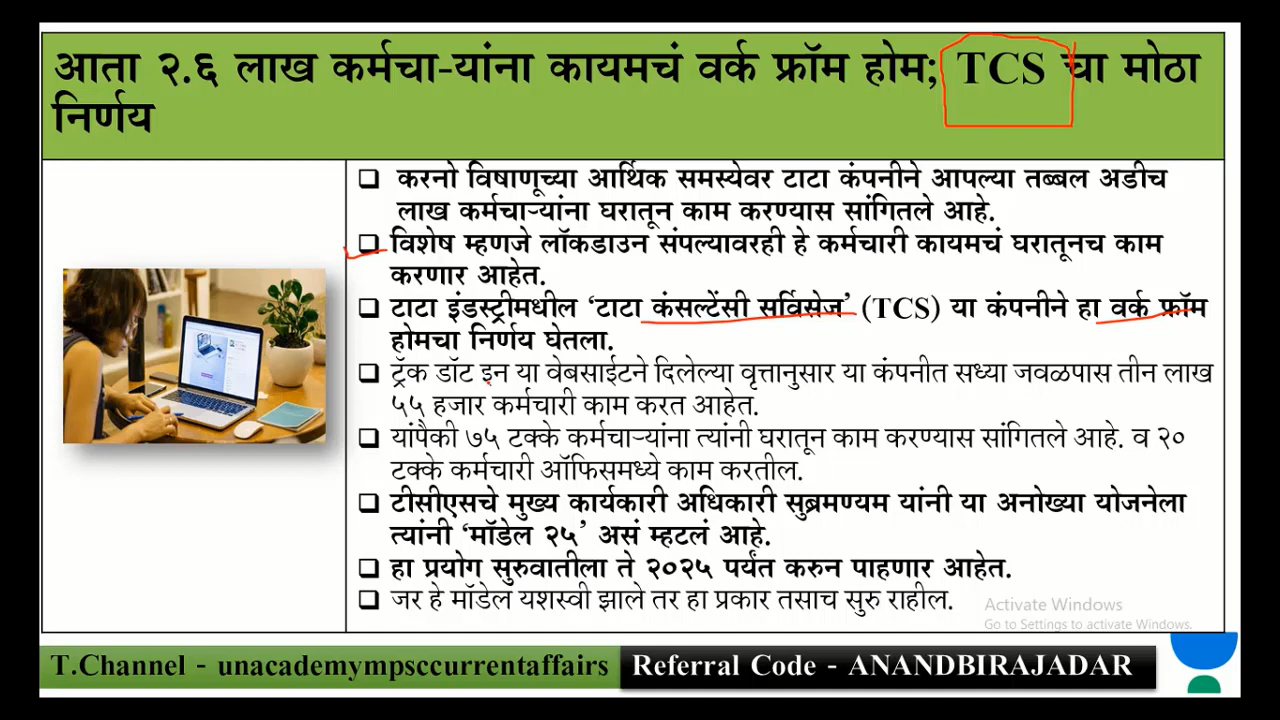 आता २.६ लाख कर्मचा-यांना कायमचं वर्क फ्रॉम होम; TCS चा मोठा
निर्णय
करनो विषाणूच्या आर्थिक समस्येवर टाटा कंपनीने आपल्या तब्बल अडीच
लाख कर्मचाऱ्यांना घरातून काम करण्यास सांगितले आहे.
विशेष म्हणजे लॉकडाउन संपल्यावरही हे कर्मचारी कायमचं घरातूनच काम
करणार आहेत.
टाटा इंडस्ट्रीमधील ‘टाटा कंसल्टेंसी सर्विसेज’ (TCS) या कंपनीने हा वर्क फ्रॉम
होमचा निर्णय घेतला.
ट्रॅक डॉट इन या वेबसाईटने दिलेल्या वृत्तानुसार या कंपनीत सध्या जवळपास तीन लाख
५५ हजार कर्मचारी काम करत आहेत.
यांपैकी ७५ टक्के कर्मचाऱ्यांना त्यांनी घरातून काम करण्यास सांगितले आहे. व २०
टक्के कर्मचारी ऑफिसमध्ये काम करतील.
टीसीएसचे मुख्य कार्यकारी अधिकारी सुब्रमण्यम यांनी या अनोख्या योजनेला
त्यांनी ‘मॉडेल २५’ असं म्हटलं आहे.
हा प्रयोग सुरुवातीला ते २०२५ पर्यंत करुन पाहणार आहेत.
जर हे मॉडेल यशस्वी झाले तर हा प्रकार तसाच सुरु राहील.
Activate Windows
Go to Settings to activate Windows.
T.Channel - unacademympsccurrentaffairs
Referral Code - ANANDBIRAJADAR